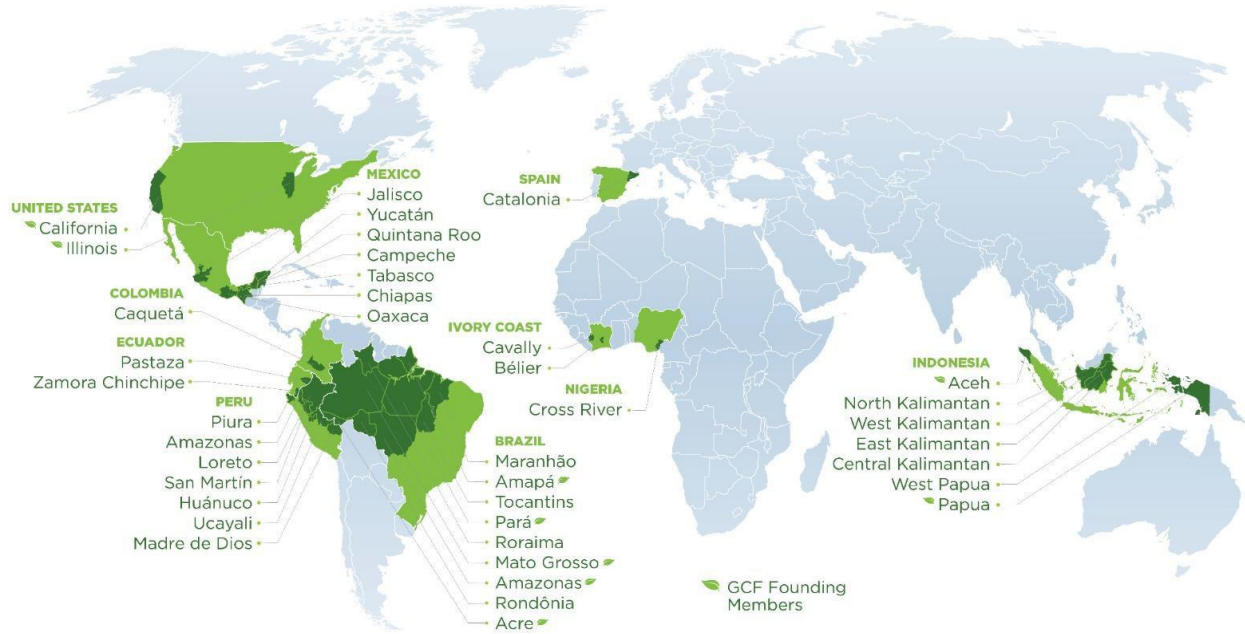 UNITED STATES
California
Illinois
MEXICO
Jalisco
Yucatán
Quintana Roo
Campeche
Tabasco
Chiapas
Oaxaca
COLOMBIA
Caquetá
ECUADOR
Pastaza
Zamora Chinchipe
PERU
Piura
Amazonas
Loreto
San Martín
Huánuco
Ucayali
Madre de Dios
BRAZIL
Maranhão
Amapá
Tocantins
Pará
Roraima
Mato Grosso
Amazonas
Rondônia
Acre
SPAIN
Catalonia
IVORY COAST
Cavally
Bélier
NIGERIA
Cross River
INDONESIA
Aceh
North Kalimantan
West Kalimantan
East Kalimantan
Central Kalimantan
West Papua
Papua
GCF Founding
Members